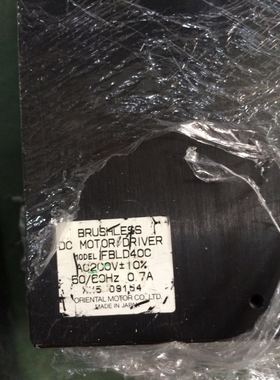 BRUSHLESS
DC MOTOR/DRIVER
MODEL FBLD40C
AC200V±10%
50/60Hz 0.7A
09154
ORIENTAL MOTOR CO.,LTD.
MADE IN JAPAN